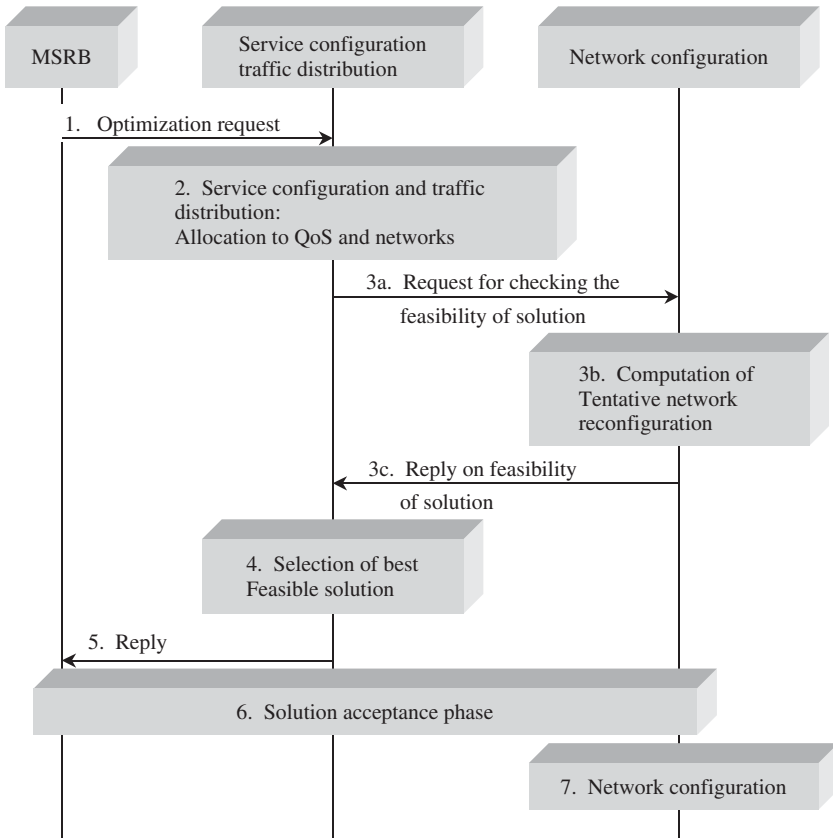 MSRB
Service configuration
traffic distribution
Network configuration
1. Optimization request
2. Service configuration and traffic
distribution:
Allocation to QoS and networks
3a. Request for checking the
feasibility of solution
3b. Computation of
Tentative network
reconfiguration
3c. Reply on feasibility
of solution
4. Selection of best
Feasible solution
5. Reply
6. Solution acceptance phase
7. Network configuration